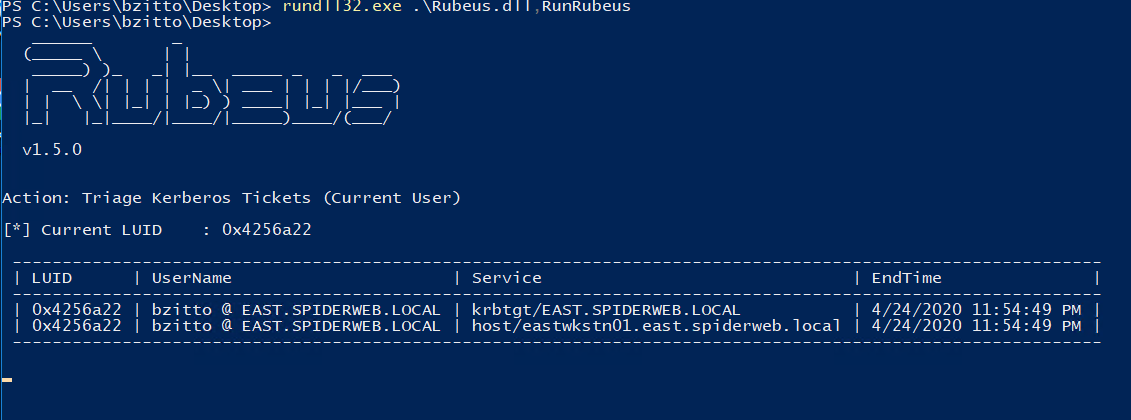 PS C:\Users\bzitto\Desktop> rundll32.exe .\Rubeus.dll,RunRubeus
PS C:\Users\bzitto\Desktop>
Rubeus
v1.5.0
Action: Triage Kerberos Tickets (Current User)
[*] Current LUID    : 0x4256a22
| LUID      | UserName                      | Service                                   | EndTime               |
| 0x4256a22 | bzitto @ EAST.SPIDERWEB.LOCAL | krbtgt/EAST.SPIDERWEB.LOCAL               | 4/24/2020 11:54:49 PM |
| 0x4256a22 | bzitto @ EAST.SPIDERWEB.LOCAL | host/eastwkstn01.east.spiderweb.local | 4/24/2020 11:54:49 PM |